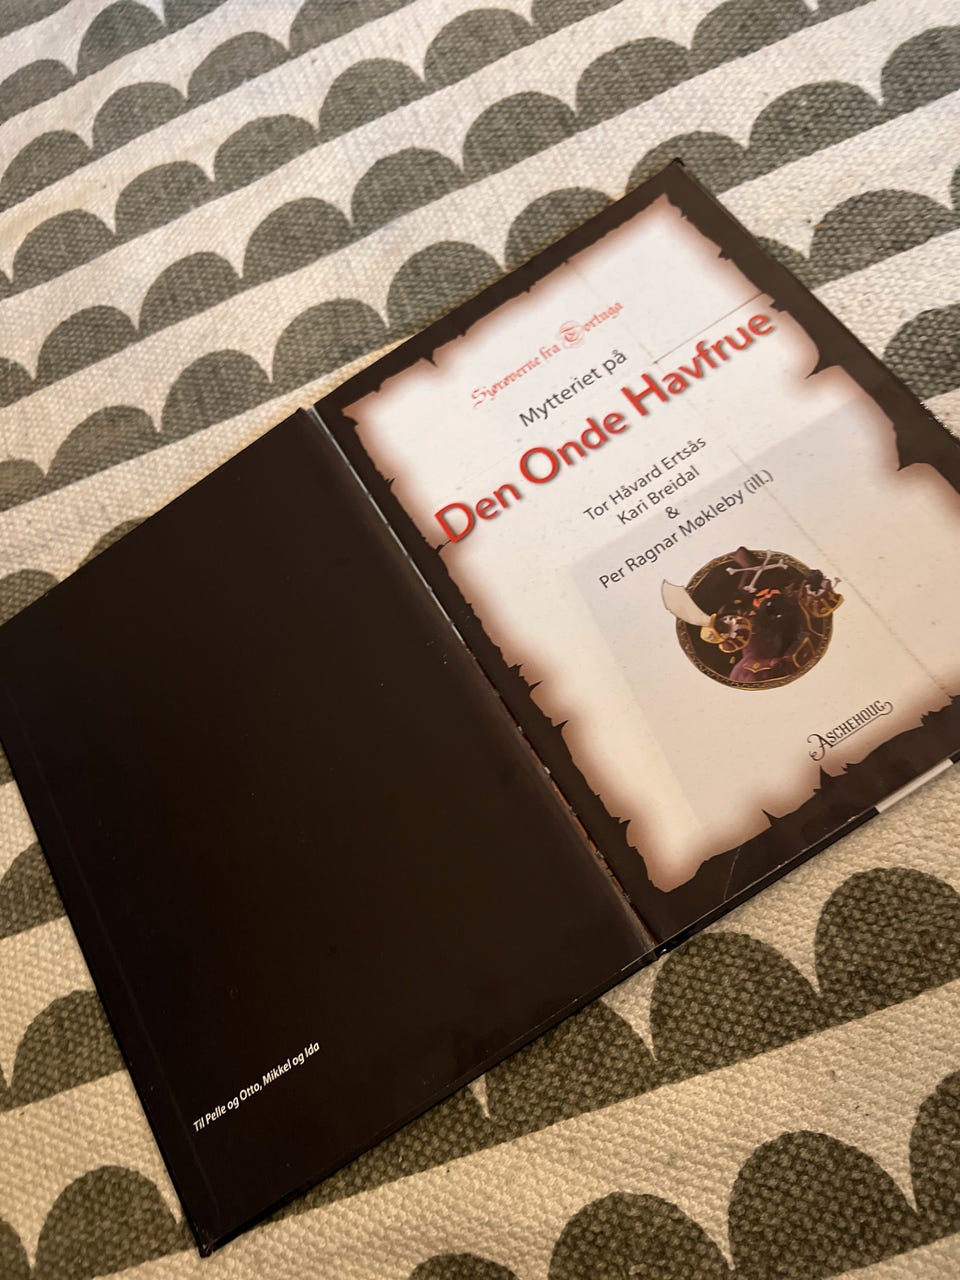 Til Pelle og Otto, Mikkel og Ida
Sjørøverne fra Tortuga
Mytteriet på
Den Onde Havfrue
Tor Håvard Ertsås
Kari Breidal
&
Per Ragnar Møkleby (ill.)
ASCHEHOUG